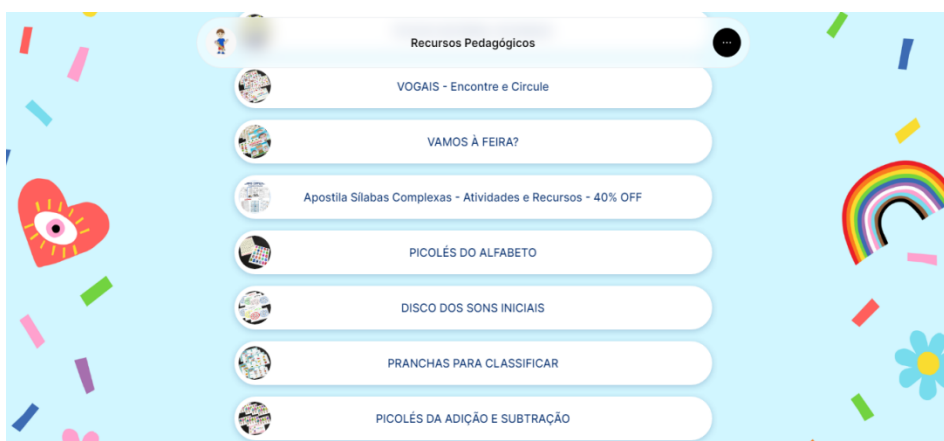 Recursos Pedagógicos
VOGAIS - Encontre e Circule
VAMOS À FEIRA?
Apostila Sílabas Complexas - Atividades e Recursos - 40% OFF
PICOLÉS DO ALFABETO
DISCO DOS SONS INICIAIS
PRANCHAS PARA CLASSIFICAR
PICOLÉS DA ADIÇÃO E SUBTRAÇÃO